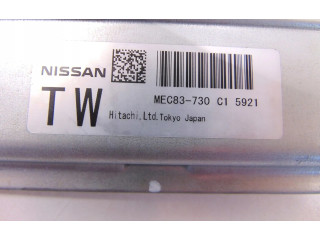 NISSAN
TW
MEC83-730 C1 5921
Hitachi,Ltd.Tokyo Japan